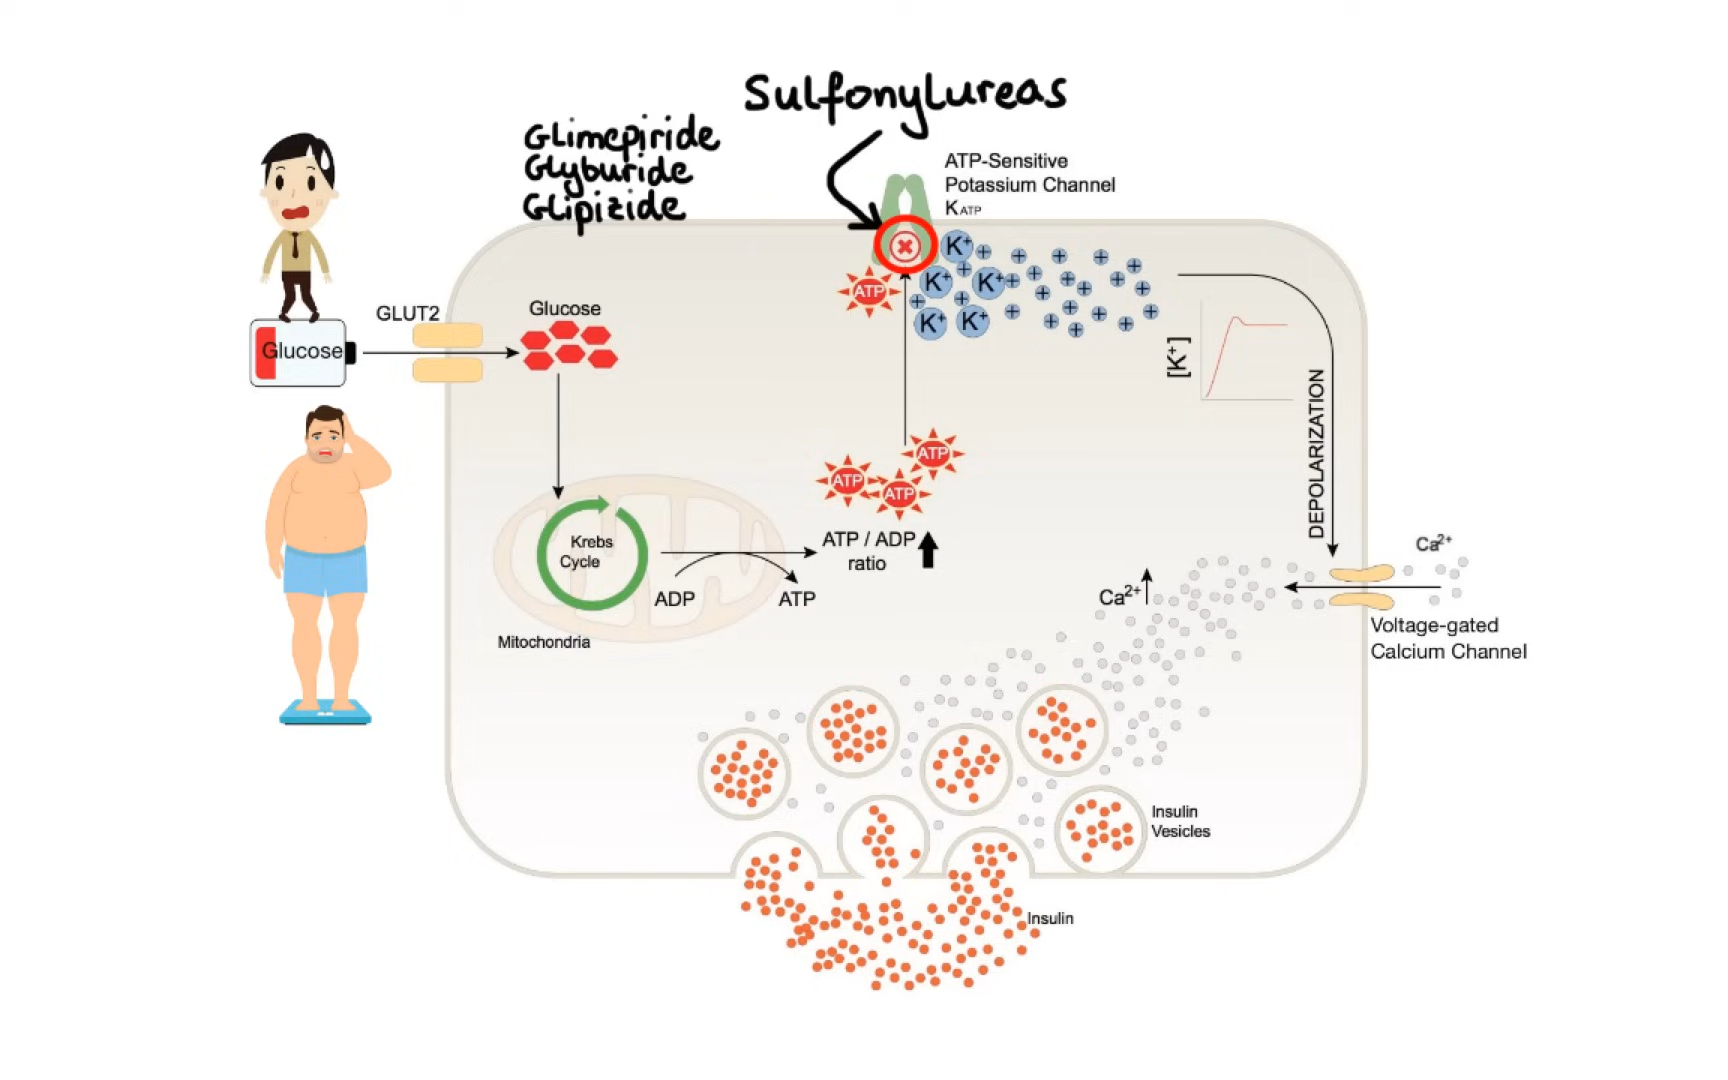 Sulfonylureas
Glimepiride
Glyburide
Glipizide
ATP-Sensitive
Potassium Channel
KATP
K+
K+
K+
K+
K+
ATP
GLUT2
Glucose
Glucose
[K+]
DEPOLARIZATION
ATP
ATP
ATP
ATP / ADP
ratio
Krebs
Cycle
ADP
ATP
Mitochondria
Ca2+
Ca2+
Voltage-gated
Calcium Channel
Insulin
Vesicles
Insulin